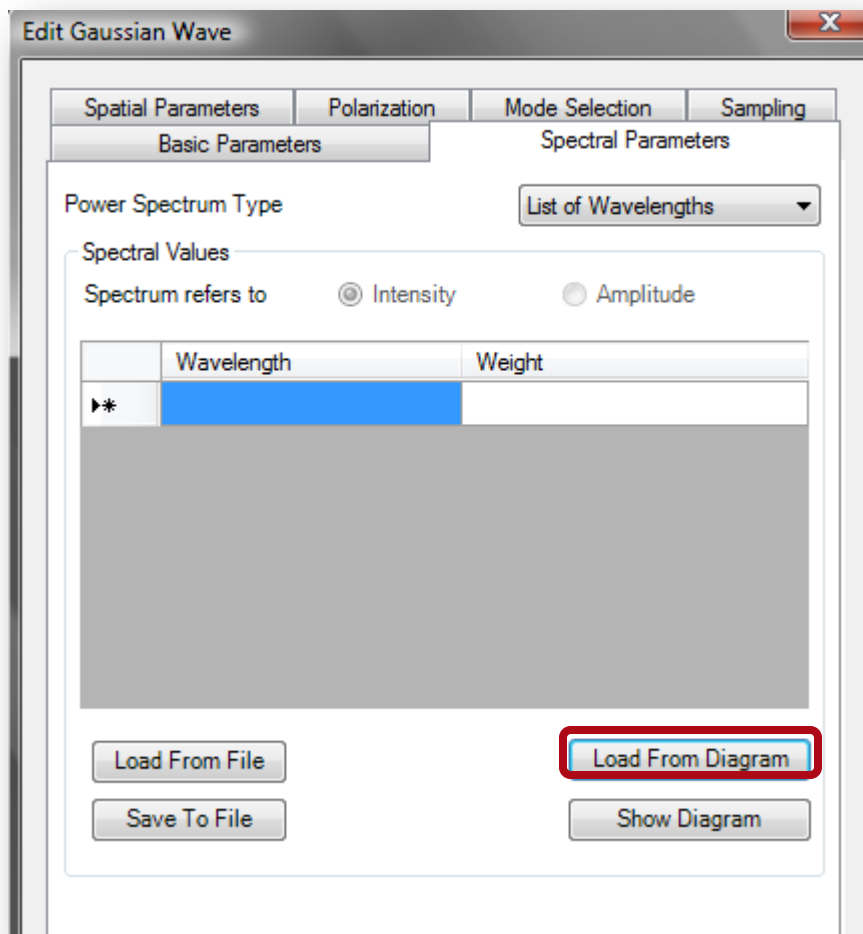 Edit Gaussian Wave
x
Spatial Parameters Polarization Mode Selection Sampling
Basic Parameters Spectral Parameters
Power Spectrum Type List of Wavelengths
Spectral Values
Spectrum refers to Intensity Amplitude
Wavelength Weight
Load From File Load From Diagram
Save To File Show Diagram